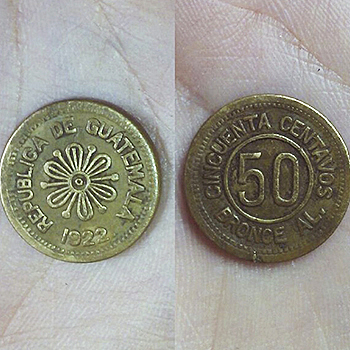 REPUBLICA DE GUATEMALA
1922
CINCUENTA CENTAVOS
50
BRONCE AL.